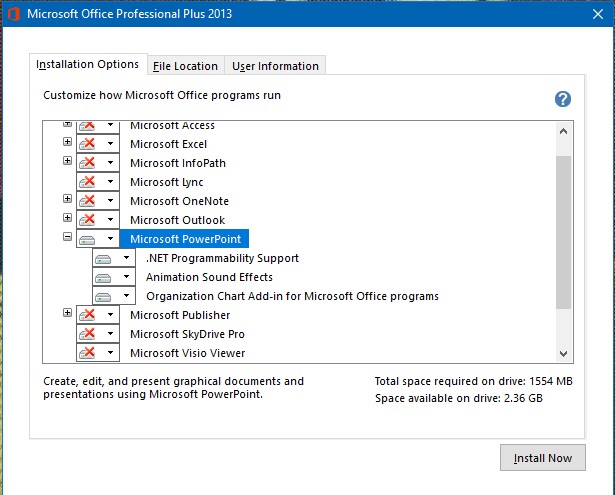 Microsoft Office Professional Plus 2013
Installation Options
File Location
User Information
Customize how Microsoft Office programs run
Microsoft Access
Microsoft Excel
Microsoft InfoPath
Microsoft Lync
Microsoft OneNote
Microsoft Outlook
Microsoft PowerPoint
.NET Programmability Support
Animation Sound Effects
Organization Chart Add-in for Microsoft Office programs
Microsoft Publisher
Microsoft SkyDrive Pro
Microsoft Visio Viewer
Create, edit, and present graphical documents and
presentations using Microsoft PowerPoint.
Total space required on drive: 1554 MB
Space available on drive: 2.36 GB
Install Now